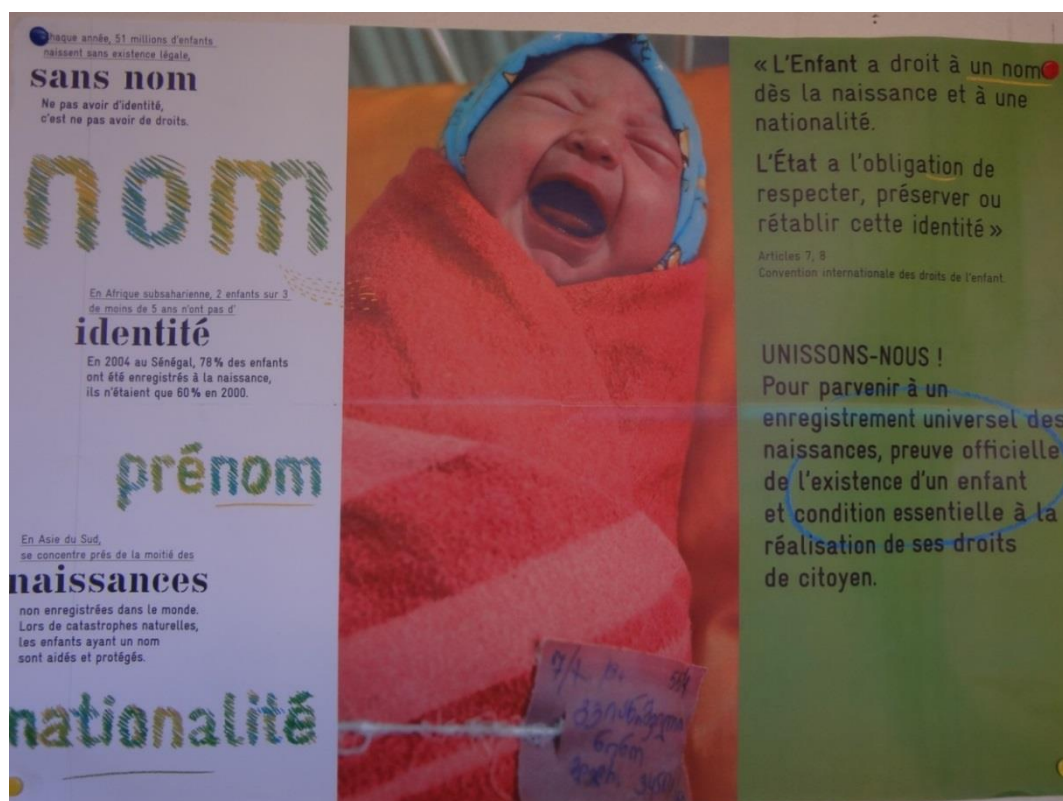 Chaque année, 51 millions d'enfants
naissent sans existence légale,
sans nom
Ne pas avoir d'identité,
c'est ne pas avoir de droits.
nom
En Afrique subsaharienne, 2 enfants sur 3
de moins de 5 ans n'ont pas d'
identité
En 2004 au Sénégal, 78% des enfants
ont été enregistrés à la naissance,
ils n'étaient que 60% en 2000.
prénom
En Asie du Sud,
se concentre prés de la moitié des
naissances
non enregistrées dans le monde.
Lors de catastrophes naturelles,
les enfants ayant un nom
sont aidés et protégés.
nationalité
« L'Enfant a droit à un nom
dès la naissance et à une
nationalité.
L'État a l'obligation de
respecter, préserver ou
rétablir cette identité »
Articles 7, 8
Convention internationale des droits de l'enfant.
UNISSONS-NOUS !
Pour parvenir à un
enregistrement universel des
naissances, preuve officielle
de l'existence d'un enfant
et condition essentielle à la
réalisation de ses droits
de citoyen.